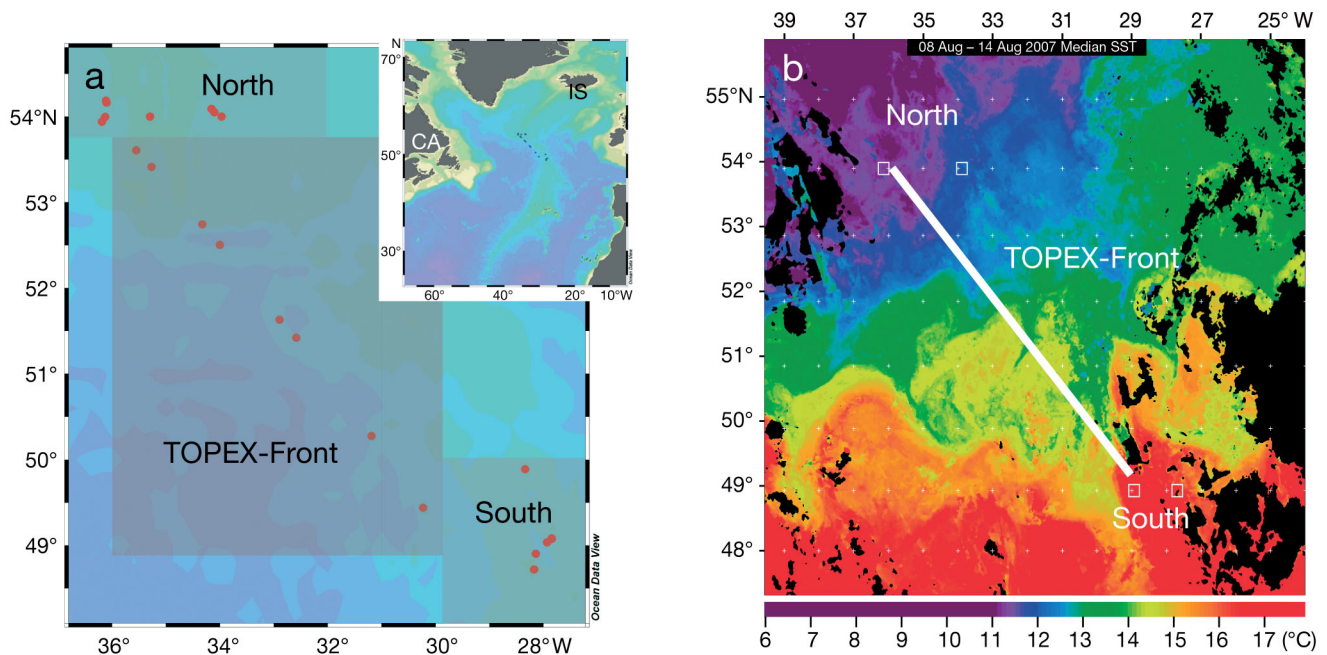 a
North
TOPEX-Front
South
54°N
53°
52°
51°
50°
49°
36
34
32
30°
28°W
Ocean Data View
N
70°
50°
30°
IS
CA
60°
40°
20°
10°W
Ocean Data View
39 36 34 33 31 29 27 25° W
08 Aug – 14 Aug 2007 Median SST
b
North
TOPEX-Front
South
55°N
54°
53°
52°
51°
50°
49°
48°
6 7 8 9 10 11 12 13 14 15 16 17 (°C)